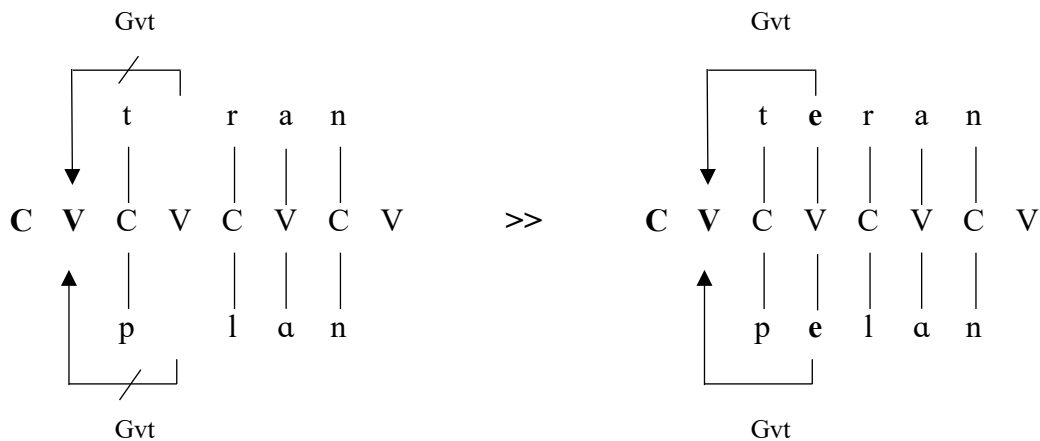 Gvt Gvt
t r a n t e r a n
C V C V C V C V >> C V C V C V C V
p l ɑ n p e l ɑ n
Gvt Gvt